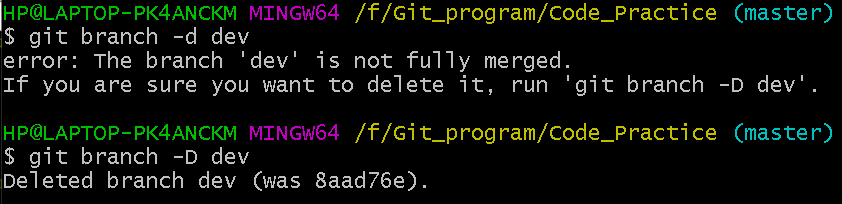 HP@LAPTOP-PK4ANCKM MINGW64 /f/Git_program/Code_Practice (master)
$ git branch -d dev
error: The branch 'dev' is not fully merged.
If you are sure you want to delete it, run 'git branch -D dev'.
HP@LAPTOP-PK4ANCKM MINGW64 /f/Git_program/Code_Practice (master)
$ git branch -D dev
Deleted branch dev (was 8aad76e).